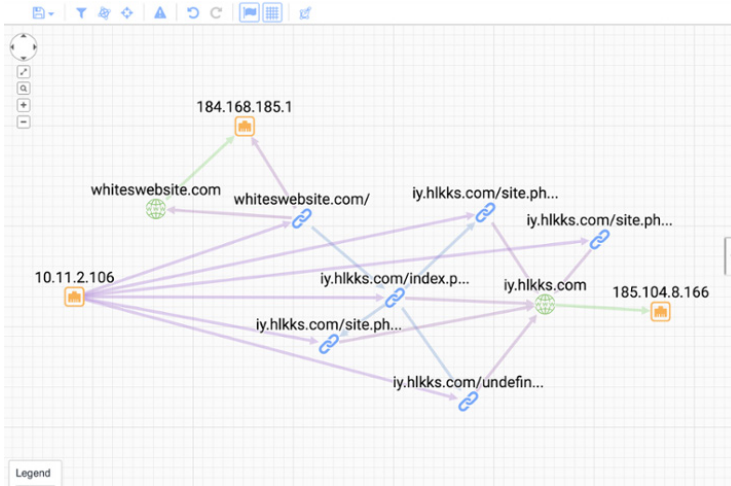 184.168.185.1
whiteswebsite.com
whiteswebsite.com/
iy.hlkks.com/site.ph...
iy.hlkks.com/site.ph...
10.11.2.106
iy.hlkks.com/index.p...
iy.hlkks.com
185.104.8.166
iy.hlkks.com/site.ph...
iy.hlkks.com/undefin...
Legend